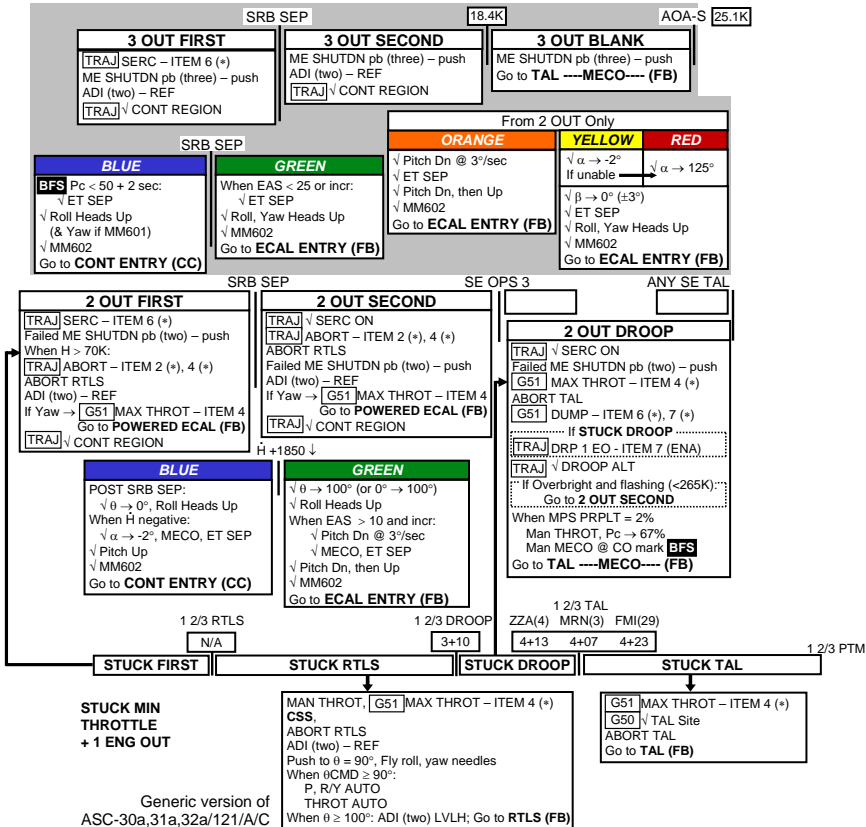 SRB SEP
18.4K
AOA-S 25.1K
3 OUT FIRST
TRAJ SERC – ITEM 6 (*)
ME SHUTDN pb (three) – push
ADI (two) – REF
TRAJ √ CONT REGION
3 OUT SECOND
ME SHUTDN pb (three) – push
ADI (two) – REF
TRAJ √ CONT REGION
3 OUT BLANK
ME SHUTDN pb (three) – push
Go to TAL ----MECO---- (FB)
SRB SEP
BLUE
BFS Pc < 50 + 2 sec:
√ ET SEP
√ Roll Heads Up
(& Yaw if MM601)
√ MM602
Go to CONT ENTRY (CC)
GREEN
When EAS < 25 or incr:
√ ET SEP
√ Roll, Yaw Heads Up
√ MM602
Go to ECAL ENTRY (FB)
From 2 OUT Only
ORANGE
√ Pitch Dn @ 3°/sec
√ ET SEP
√ Pitch Dn, then Up
√ MM602
Go to ECAL ENTRY (FB)
YELLOW RED
√ α → -2°
If unable
√ α → 125°
√ β → 0° (±3°)
√ ET SEP
√ Roll, Yaw Heads Up
√ MM602
Go to ECAL ENTRY (FB)
SRB SEP
SE OPS 3
ANY SE TAL
2 OUT FIRST
TRAJ SERC – ITEM 6 (*)
Failed ME SHUTDN pb (two) – push
When H > 70K:
TRAJ ABORT – ITEM 2 (*), 4 (*)
ABORT RTLS
ADI (two) – REF
If Yaw → G51 MAX THROT – ITEM 4
Go to POWERED ECAL (FB)
TRAJ √ CONT REGION
2 OUT SECOND
TRAJ √ SERC ON
TRAJ ABORT – ITEM 2 (*), 4 (*)
ABORT RTLS
Failed ME SHUTDN pb (two) – push
ADI (two) – REF
If Yaw → G51 MAX THROT – ITEM 4
Go to POWERED ECAL (FB)
TRAJ √ CONT REGION
2 OUT DROOP
TRAJ √ SERC ON
Failed ME SHUTDN pb (two) – push
G51 MAX THROT – ITEM 4 (*)
ABORT TAL
G51 DUMP – ITEM 6 (*), 7 (*)
If STUCK DROOP
TRAJ DRP 1 EO - ITEM 7 (ENA)
TRAJ √ DROOP ALT
If Overbright and flashing (<265K):
Go to 2 OUT SECOND
When MPS PRPLT = 2%
Man THROT, Pc → 67%
Man MECO @ CO mark BFS
Go to TAL ----MECO---- (FB)
Ḣ +1850 ↓
BLUE
POST SRB SEP:
√ θ → 0°, Roll Heads Up
When Ḣ negative:
√ α → -2°, MECO, ET SEP
√ Pitch Up
√ MM602
Go to CONT ENTRY (CC)
GREEN
√ θ → 100° (or 0° → 100°)
√ Roll Heads Up
When EAS > 10 and incr:
√ Pitch Dn @ 3°/sec
√ MECO, ET SEP
√ Pitch Dn, then Up
√ MM602
Go to ECAL ENTRY (FB)
1 2/3 RTLS
N/A
1 2/3 DROOP
3+10
1 2/3 TAL
ZZA(4) MRN(3) FMI(29)
4+13 4+07 4+23
1 2/3 PTM
STUCK FIRST
STUCK RTLS
STUCK DROOP
STUCK TAL
STUCK MIN
THROTTLE
+ 1 ENG OUT
MAN THROT, G51 MAX THROT – ITEM 4 (*)
CSS,
ABORT RTLS
ADI (two) – REF
Push to θ = 90°, Fly roll, yaw needles
When θCMD ≥ 90°:
P, R/Y AUTO
THROT AUTO
When θ ≥ 100°: ADI (two) LVLH; Go to RTLS (FB)
G51 MAX THROT – ITEM 4 (*)
G50 √ TAL Site
ABORT TAL
Go to TAL (FB)
Generic version of
ASC-30a,31a,32a/121/A/C